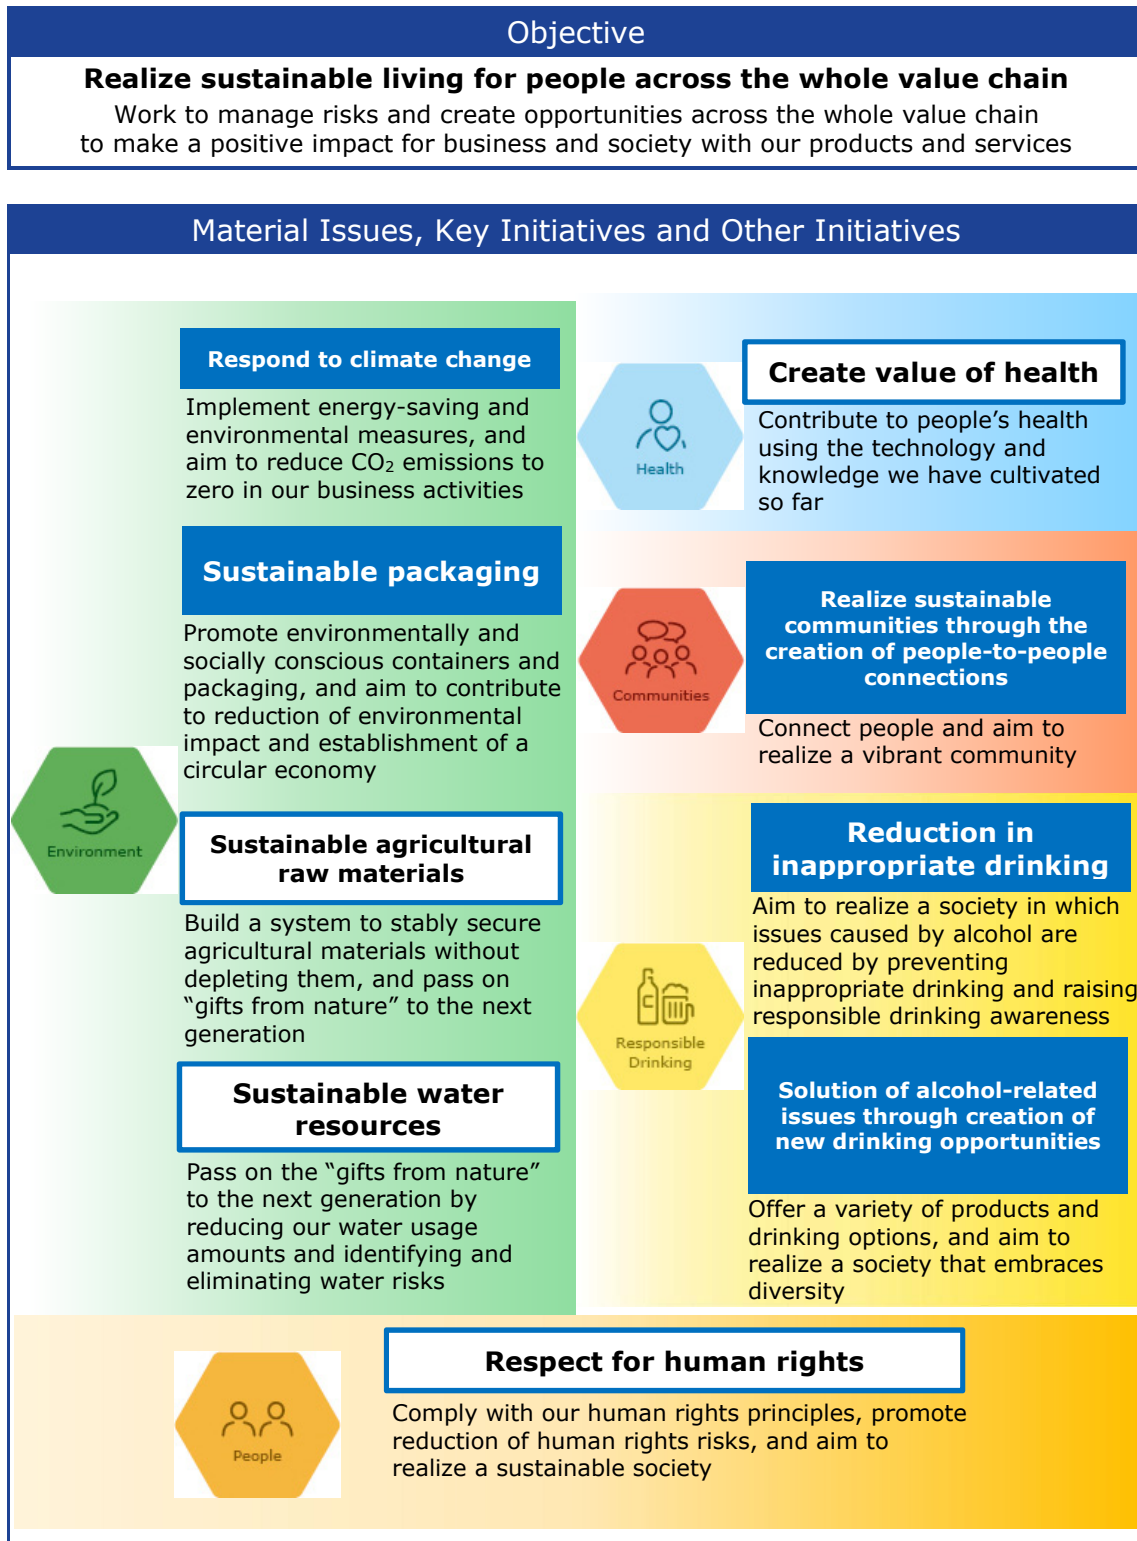 Objective
Realize sustainable living for people across the whole value chain
Work to manage risks and create opportunities across the whole value chain
to make a positive impact for business and society with our products and services
Material Issues, Key Initiatives and Other Initiatives
Environment
Respond to climate change
Implement energy-saving and
environmental measures, and
aim to reduce CO₂ emissions to
zero in our business activities
Sustainable packaging
Promote environmentally and
socially conscious containers and
packaging, and aim to contribute
to reduction of environmental
impact and establishment of a
circular economy
Sustainable agricultural
raw materials
Build a system to stably secure
agricultural materials without
depleting them, and pass on
“gifts from nature” to the next
generation
Sustainable water
resources
Pass on the “gifts from nature”
to the next generation by
reducing our water usage
amounts and identifying and
eliminating water risks
Health
Create value of health
Contribute to people’s health
using the technology and
knowledge we have cultivated
so far
Communities
Realize sustainable
communities through the
creation of people-to-people
connections
Connect people and aim to
realize a vibrant community
Responsible
Drinking
Reduction in
inappropriate drinking
Aim to realize a society in which
issues caused by alcohol are
reduced by preventing
inappropriate drinking and raising
responsible drinking awareness
Solution of alcohol-related
issues through creation of
new drinking opportunities
Offer a variety of products and
drinking options, and aim to
realize a society that embraces
diversity
People
Respect for human rights
Comply with our human rights principles, promote
reduction of human rights risks, and aim to
realize a sustainable society